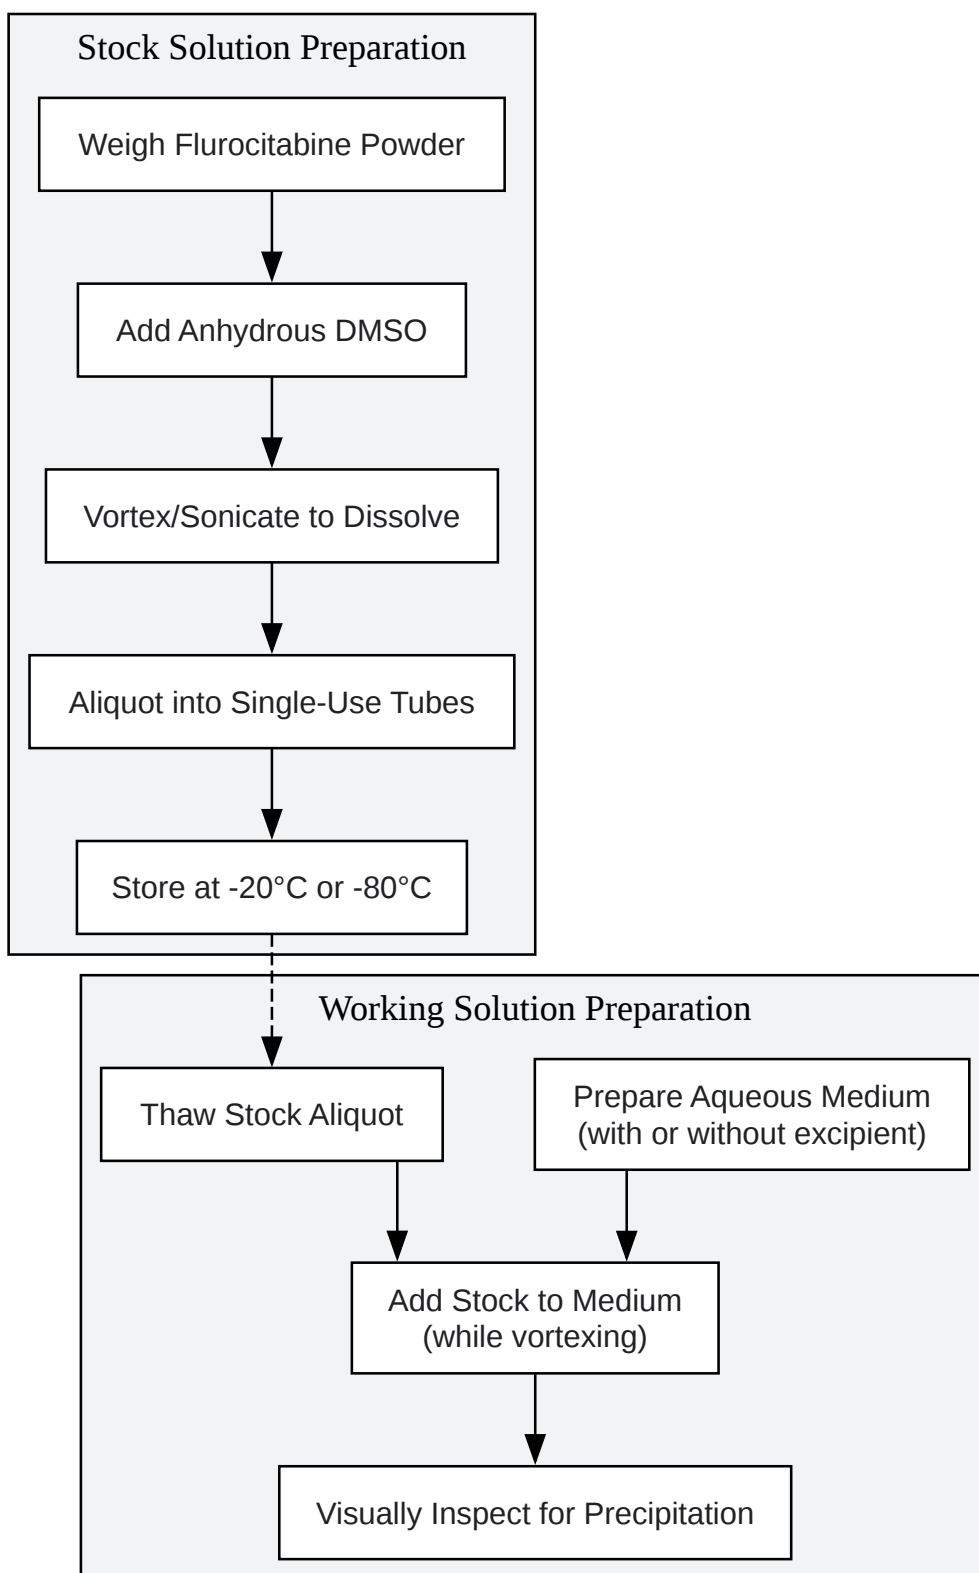 Stock Solution Preparation
Weigh Flurocitabine Powder
Add Anhydrous DMSO
Vortex/Sonicate to Dissolve
Aliquot into Single-Use Tubes
Store at -20°C or -80°C
Working Solution Preparation
Thaw Stock Aliquot
Prepare Aqueous Medium
(with or without excipient)
Add Stock to Medium
(while vortexing)
Visually Inspect for Precipitation